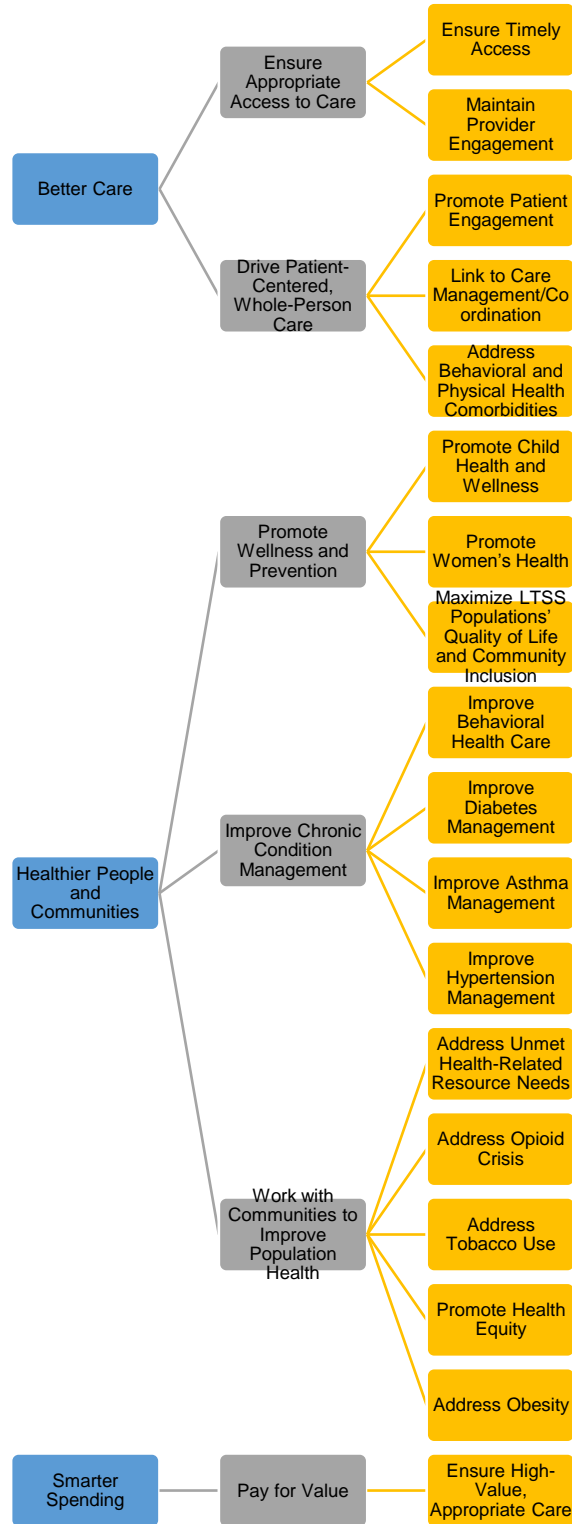 Better Care
Ensure
Appropriate
Access to Care
Ensure Timely
Access
Maintain
Provider
Engagement
Drive Patient-
Centered,
Whole-Person
Care
Promote Patient
Engagement
Link to Care
Management/Co
ordination
Address
Behavioral and
Physical Health
Comorbidities
Healthier People
and
Communities
Promote
Wellness and
Prevention
Promote Child
Health and
Wellness
Promote
Women’s Health
Maximize LTSS
Populations’
Quality of Life
and Community
Inclusion
Improve Chronic
Condition
Management
Improve
Behavioral
Health Care
Improve
Diabetes
Management
Improve Asthma
Management
Improve
Hypertension
Management
Work with
Communities to
Improve
Population
Health
Address Unmet
Health-Related
Resource Needs
Address Opioid
Crisis
Address
Tobacco Use
Promote Health
Equity
Address Obesity
Smarter
Spending
Pay for Value
Ensure High-
Value,
Appropriate Care